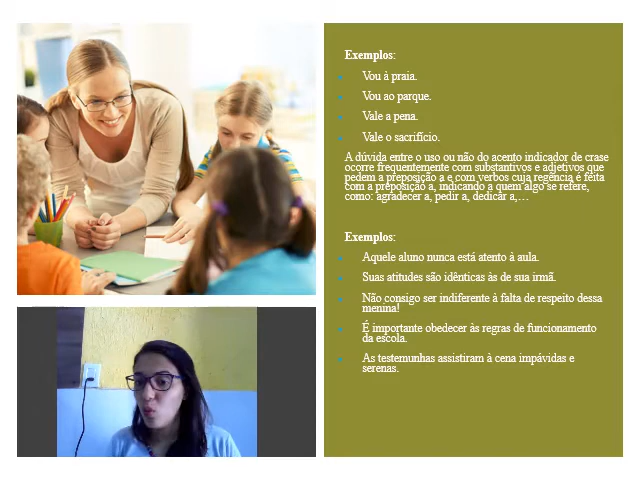 Exemplos:
Vou à praia.
Vou ao parque.
Vale a pena.
Vale o sacrifício.
A dúvida entre o uso ou não do acento indicador de crase
ocorre frequentemente com substantivos e adjetivos que
pedem a preposição a e com verbos cuja regência é feita
com a preposição a, indicando a quem algo se refere,
como: agradecer a, pedir a, dedicar a,…
Exemplos:
Aquele aluno nunca está atento à aula.
Suas atitudes são idênticas às de sua irmã.
Não consigo ser indiferente à falta de respeito dessa
menina!
É importante obedecer às regras de funcionamento
da escola.
As testemunhas assistiram à cena impávidas e
serenas.